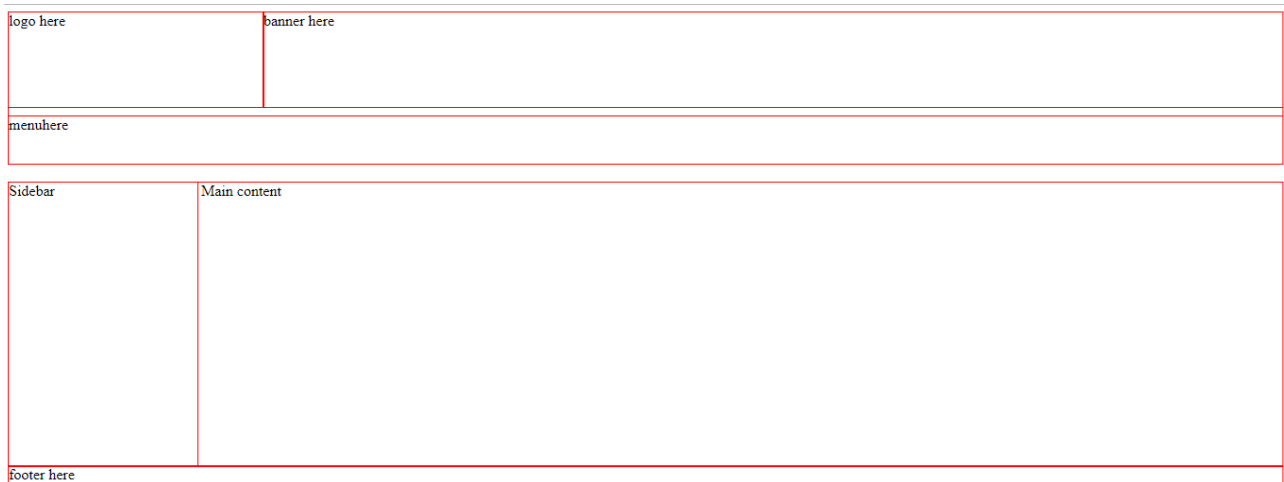 logo here
banner here
menuhere
Sidebar
Main content
footer here